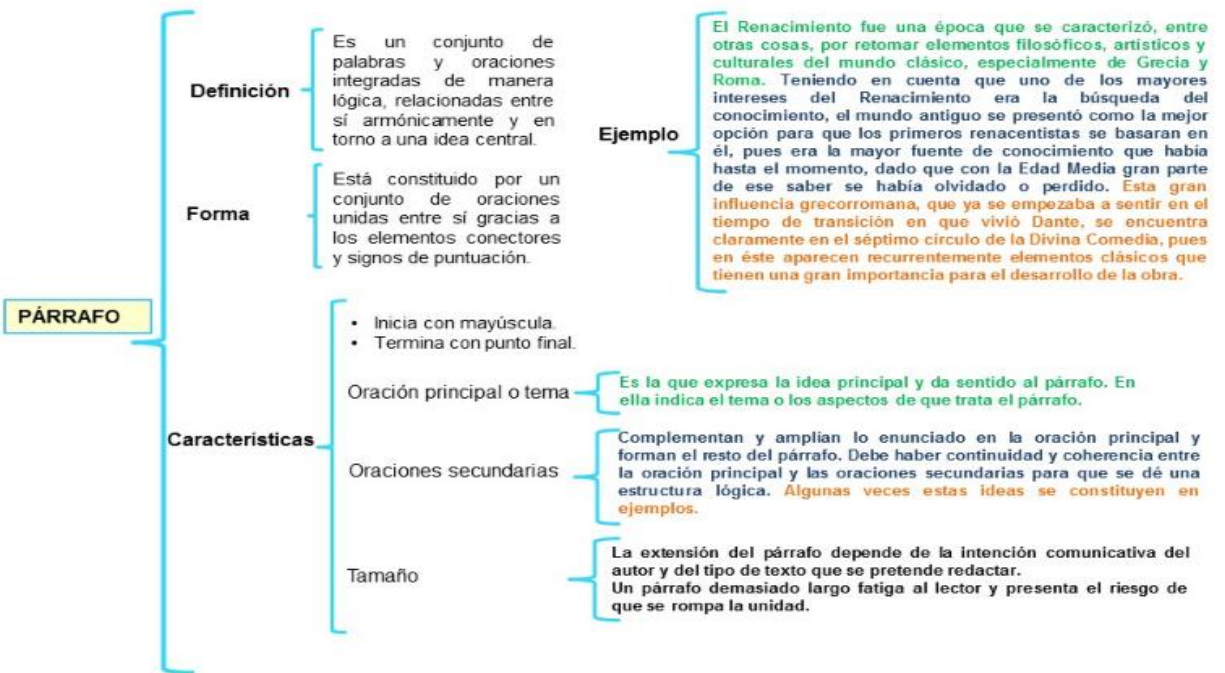 PÁRRAFO
Definición
Es un conjunto de
palabras y oraciones
integradas de manera
lógica, relacionadas entre
sí armónicamente y en
torno a una idea central.
Forma
Está constituido por un
conjunto de oraciones
unidas entre sí gracias a
los elementos conectores
y signos de puntuación.
Ejemplo
El Renacimiento fue una época que se caracterizó, entre
otras cosas, por retomar elementos filosóficos, artísticos y
culturales del mundo clásico, especialmente de Grecia y
Roma. Teniendo en cuenta que uno de los mayores
intereses del Renacimiento era la búsqueda del
conocimiento, el mundo antiguo se presentó como la mejor
opción para que los primeros renacentistas se basaran en
él, pues era la mayor fuente de conocimiento que había
hasta el momento, dado que con la Edad Media gran parte
de ese saber se había olvidado o perdido. Esta gran
influencia grecorromana, que ya se empezaba a sentir en el
tiempo de transición en que vivió Dante, se encuentra
claramente en el séptimo círculo de la Divina Comedia, pues
en éste aparecen recurrentemente elementos clásicos que
tienen una gran importancia para el desarrollo de la obra.
Características
• Inicia con mayúscula.
• Termina con punto final.
Oración principal o tema
Es la que expresa la idea principal y da sentido al párrafo. En
ella indica el tema o los aspectos de que trata el párrafo.
Oraciones secundarias
Complementan y amplían lo enunciado en la oración principal y
forman el resto del párrafo. Debe haber continuidad y coherencia entre
la oración principal y las oraciones secundarias para que se dé una
estructura lógica. Algunas veces estas ideas se constituyen en
ejemplos.
Tamaño
La extensión del párrafo depende de la intención comunicativa del
autor y del tipo de texto que se pretende redactar.
Un párrafo demasiado largo fatiga al lector y presenta el riesgo de
que se rompa la unidad.